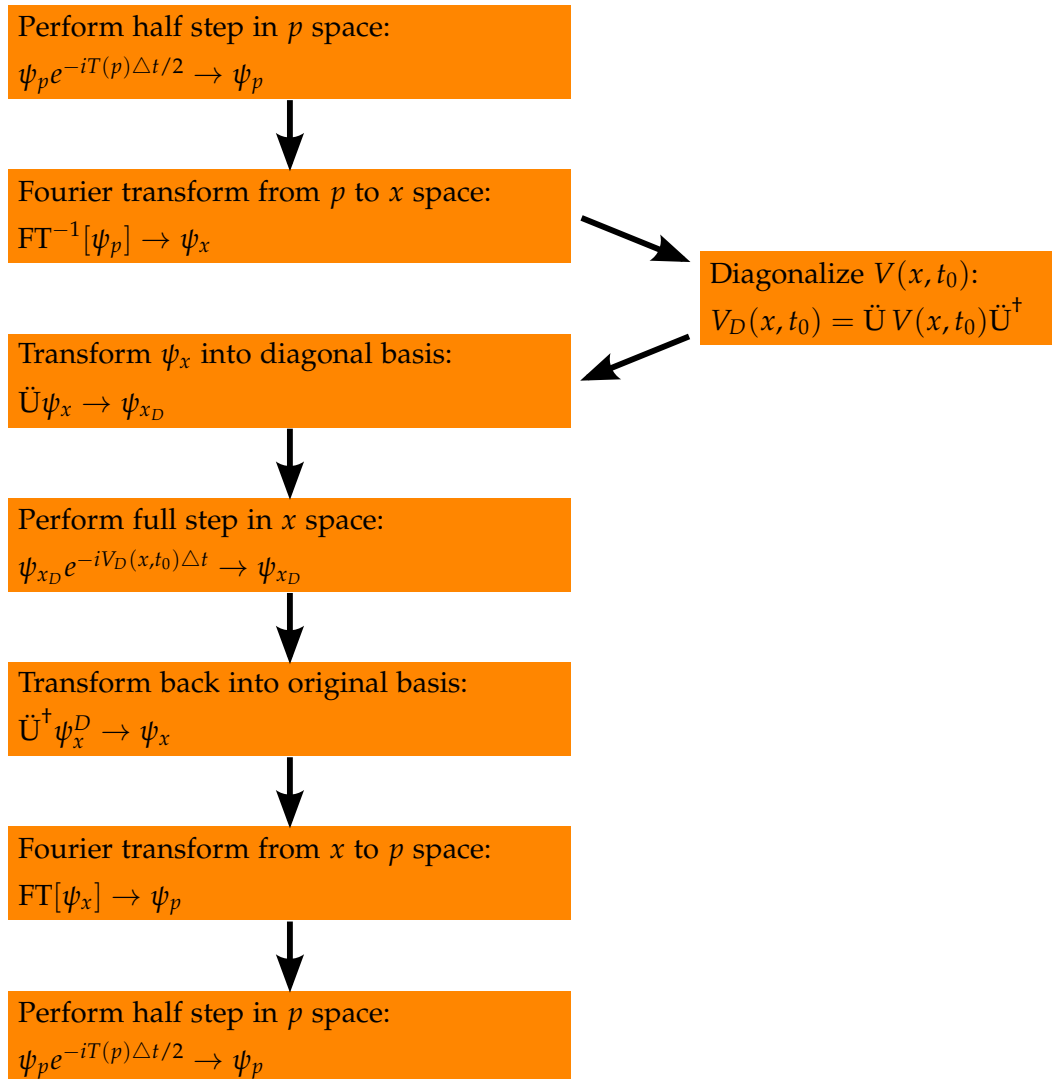 Perform half step in p space:
ψ_p e^{−iT(p)△t/2} → ψ_p
Fourier transform from p to x space:
FT^{−1}[ψ_p] → ψ_x
Diagonalize V(x, t_0):
V_D(x, t_0) = Ü V(x, t_0)Ü^†
Transform ψ_x into diagonal basis:
Üψ_x → ψ_{x_D}
Perform full step in x space:
ψ_{x_D} e^{−iV_D(x,t_0)△t} → ψ_{x_D}
Transform back into original basis:
Ü^† ψ_x^D → ψ_x
Fourier transform from x to p space:
FT[ψ_x] → ψ_p
Perform half step in p space:
ψ_p e^{−iT(p)△t/2} → ψ_p